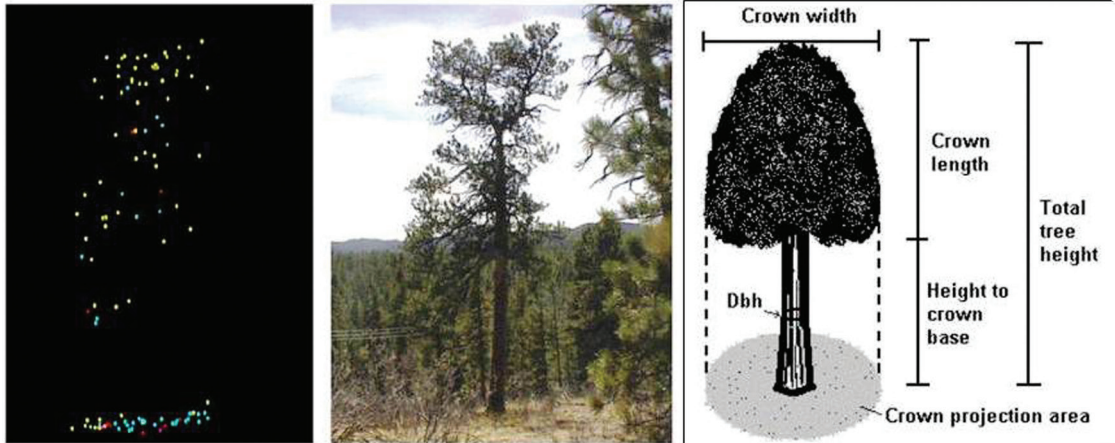 Crown width
Crown
length
Total
tree
height
Dbh
Height to
crown
base
Crown projection area